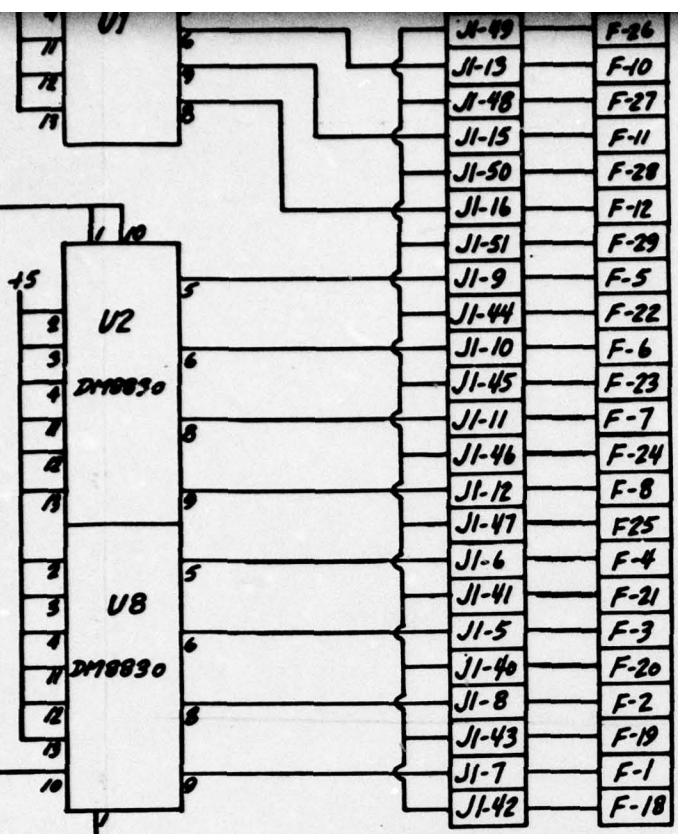 U1
6
9
8
11
12
13
1 10
+5
U2
DM8830
2
3
4
11
12
13
5
6
8
9
U8
DM8830
2
3
4
11
12
13
10
1
5
6
8
9
J1-49 F-26
J1-13 F-10
J1-48 F-27
J1-15 F-11
J1-50 F-28
J1-16 F-12
J1-51 F-29
J1-9 F-5
J1-44 F-22
J1-10 F-6
J1-45 F-23
J1-11 F-7
J1-46 F-24
J1-12 F-8
J1-47 F25
J1-6 F-4
J1-41 F-21
J1-5 F-3
J1-40 F-20
J1-8 F-2
J1-43 F-19
J1-7 F-1
J1-42 F-18